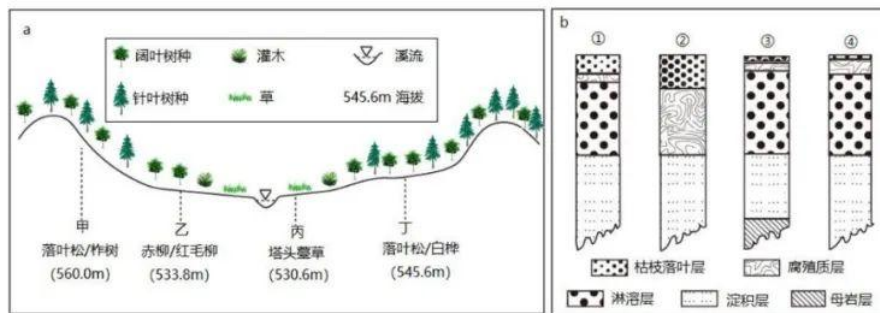 a
阔叶树种 灌木 溪流
针叶树种 草 545.6m 海拔
甲 乙 丙 丁
落叶松/柞树 赤柳/红毛柳 塔头薹草 落叶松/白桦
(560.0m) (533.8m) (530.6m) (545.6m)
b
① ② ③ ④
枯枝落叶层 腐殖质层
淋溶层 淀积层 母岩层